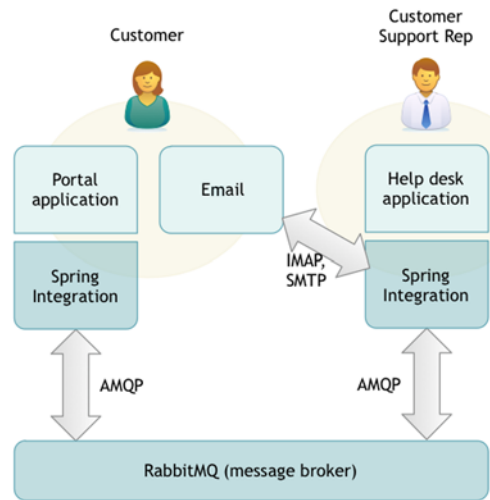 Customer
Customer
Support Rep
Portal
application
Email
Help desk
application
IMAP,
SMTP
Spring
Integration
Spring
Integration
AMQP
AMQP
RabbitMQ (message broker)